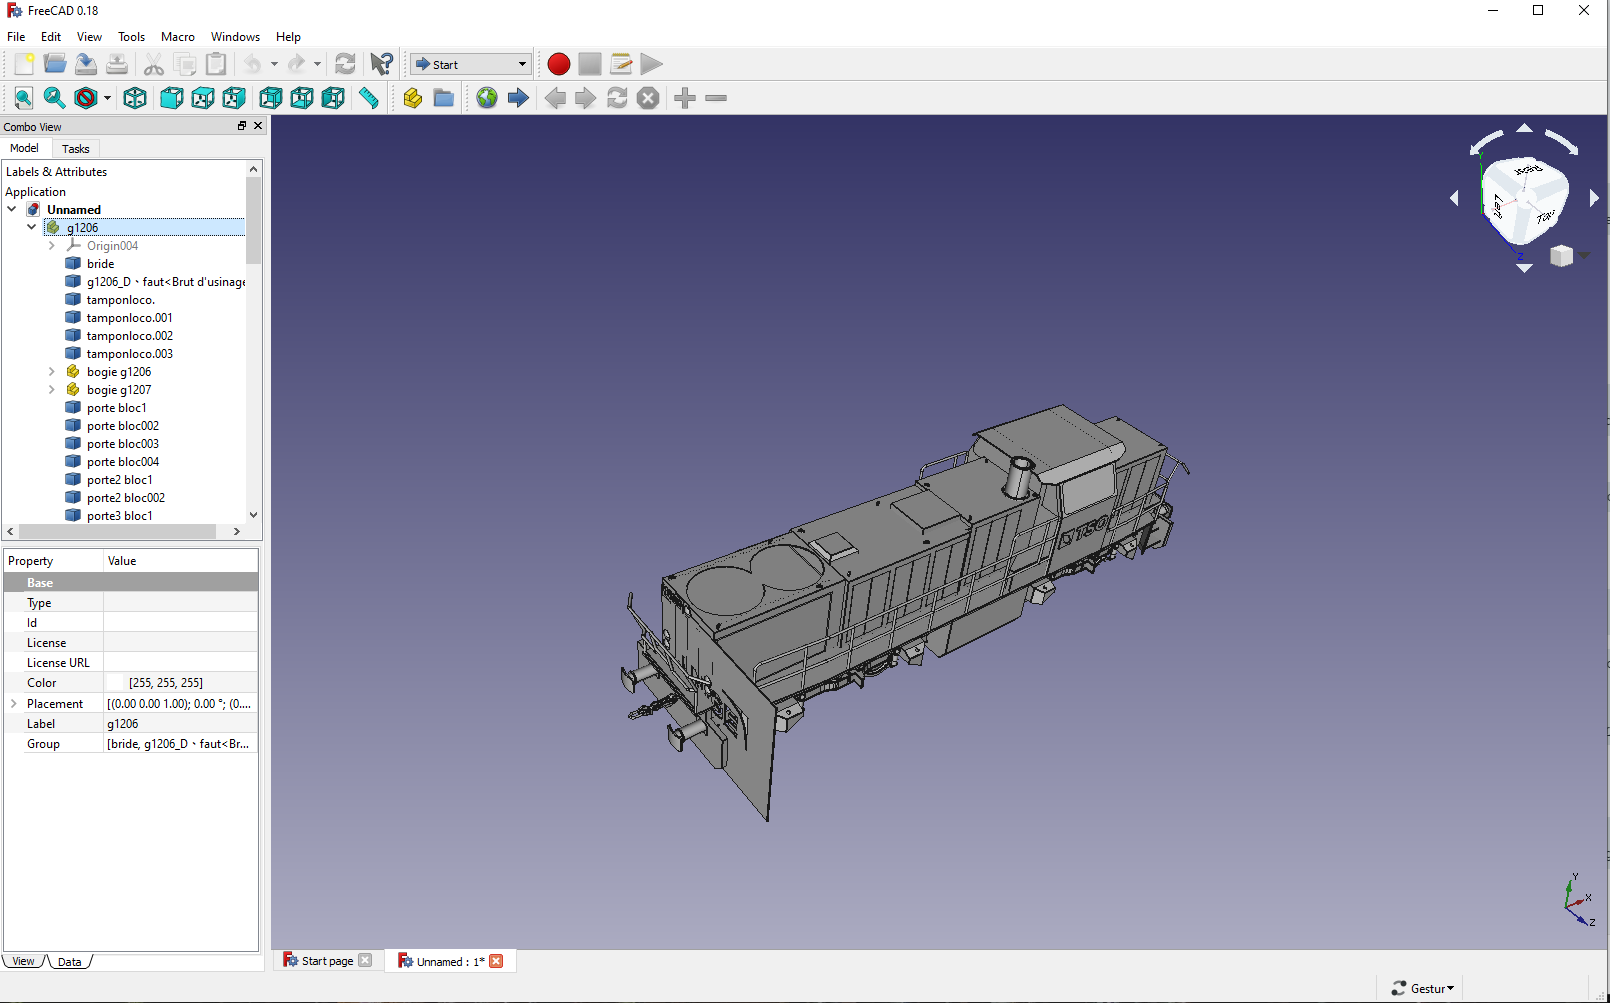 FreeCAD 0.18
File Edit View Tools Macro Windows Help
Start
Combo View
Model Tasks
Labels & Attributes
Application
Unnamed
g1206
Origin004
bride
g1206_D、faut<Brut d'usinage
tamponloco.
tamponloco.001
tamponloco.002
tamponloco.003
bogie g1206
bogie g1207
porte bloc1
porte bloc002
porte bloc003
porte bloc004
porte2 bloc1
porte2 bloc002
porte3 bloc1
Property Value
Base
Type
Id
License
License URL
Color [255, 255, 255]
Placement [(0.00 0.00 1.00); 0.00 °; (0....
Label g1206
Group [bride, g1206_D、faut<Br...
View Data
TSO
Y
X
Z
Z
Start page
Unnamed : 1*
Gestur